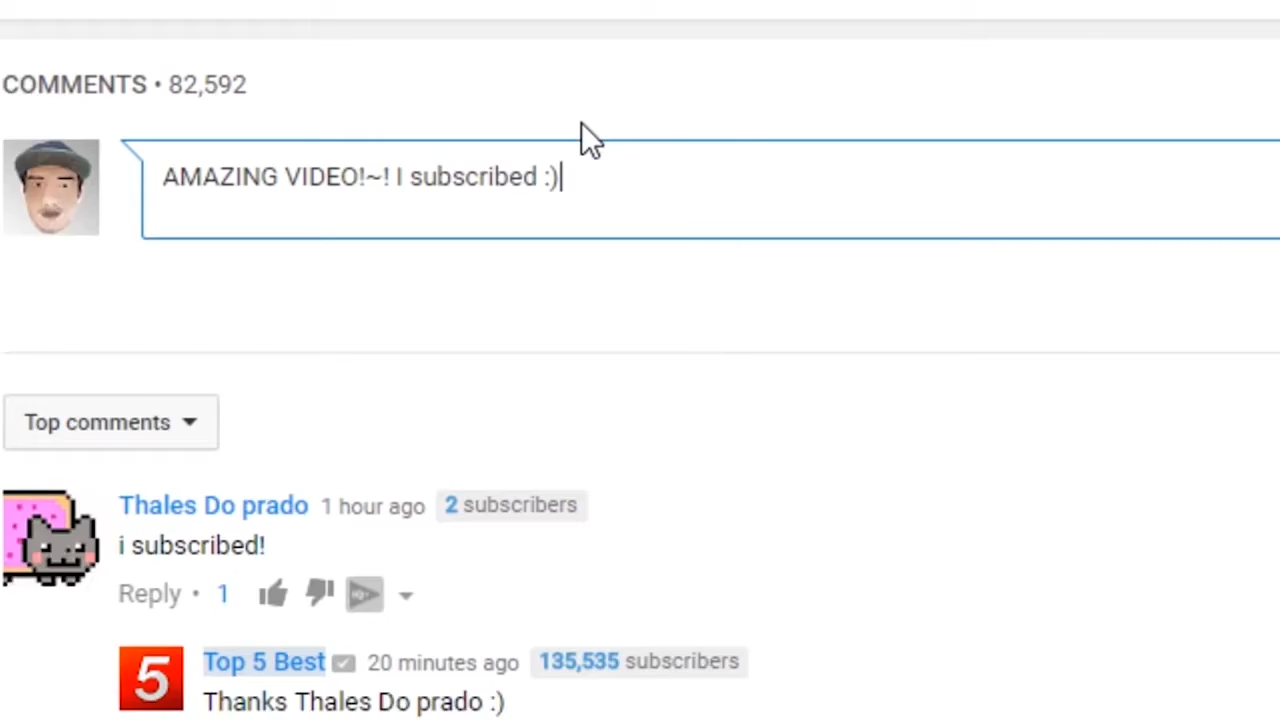 COMMENTS • 82,592
AMAZING VIDEO!~! I subscribed :)
Top comments
Thales Do prado 1 hour ago 2 subscribers
i subscribed!
Reply • 1
5 Top 5 Best 20 minutes ago 135,535 subscribers
Thanks Thales Do prado :)